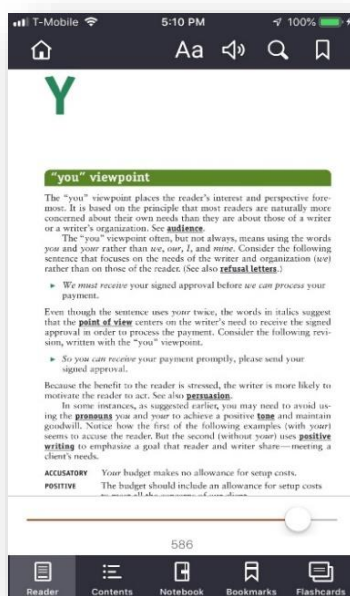 T-Mobile 5:10 PM 100%
Aa
Y
"you" viewpoint
The "you" viewpoint places the reader's interest and perspective fore-
most. It is based on the principle that most readers are naturally more
concerned about their own needs than they are about those of a writer
or a writer's organization. See audience.
The "you" viewpoint often, but not always, means using the words
you and your rather than we, our, I, and mine. Consider the following
sentence that focuses on the needs of the writer and organization (we)
rather than on those of the reader. (See also refusal letters.)
► We must receive your signed approval before we can process your
payment.
Even though the sentence uses your twice, the words in italics suggest
that the point of view centers on the writer's need to receive the signed
approval in order to process the payment. Consider the following revi-
sion, written with the "you" viewpoint.
► So you can receive your payment promptly, please send your
signed approval.
Because the benefit to the reader is stressed, the writer is more likely to
motivate the reader to act. See also persuasion.
In some instances, as suggested earlier, you may need to avoid us-
ing the pronouns you and your to achieve a positive tone and maintain
goodwill. Notice how the first of the following examples (with your)
seems to accuse the reader. But the second (without your) uses positive
writing to emphasize a goal that reader and writer share—meeting a
client's needs.
ACCUSATORY Your budget makes no allowance for setup costs.
POSITIVE The budget should include an allowance for setup costs
to meet all the concerns of our client.
586
Reader Contents Notebook Bookmarks Flashcards